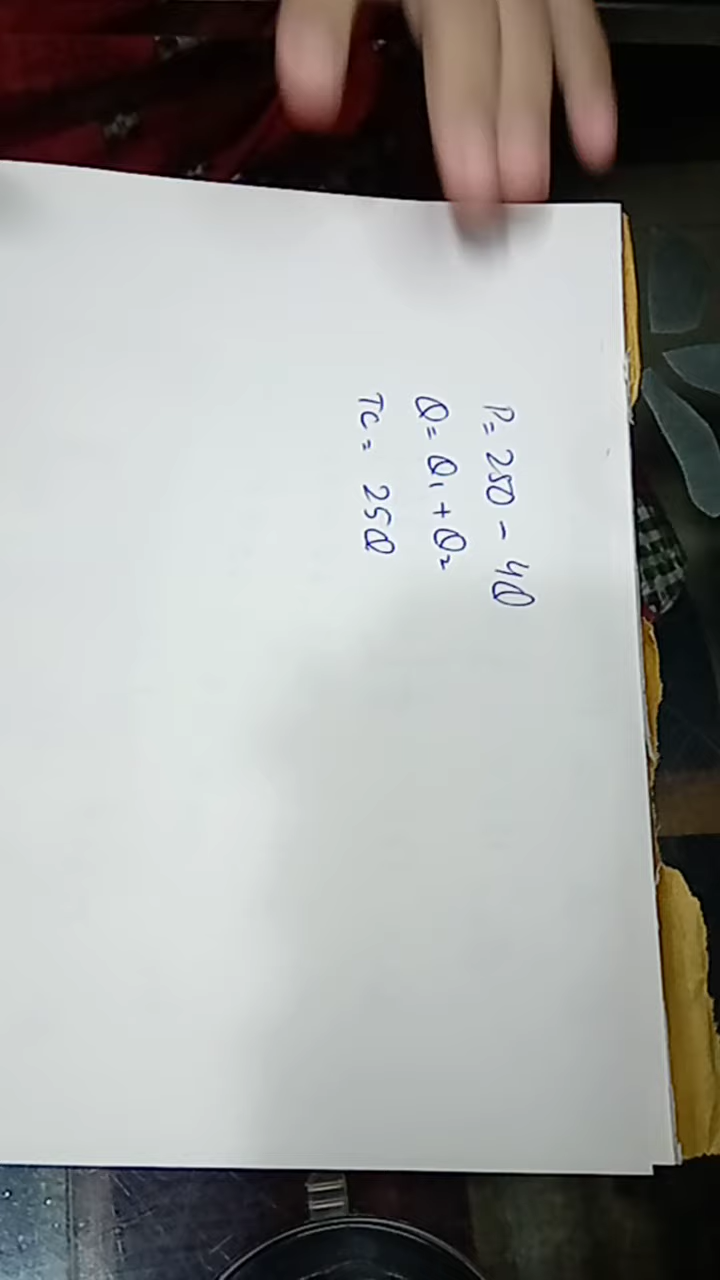 P = 250 - 4Q
Q = Q₁ + Q₂
TC = 25Q